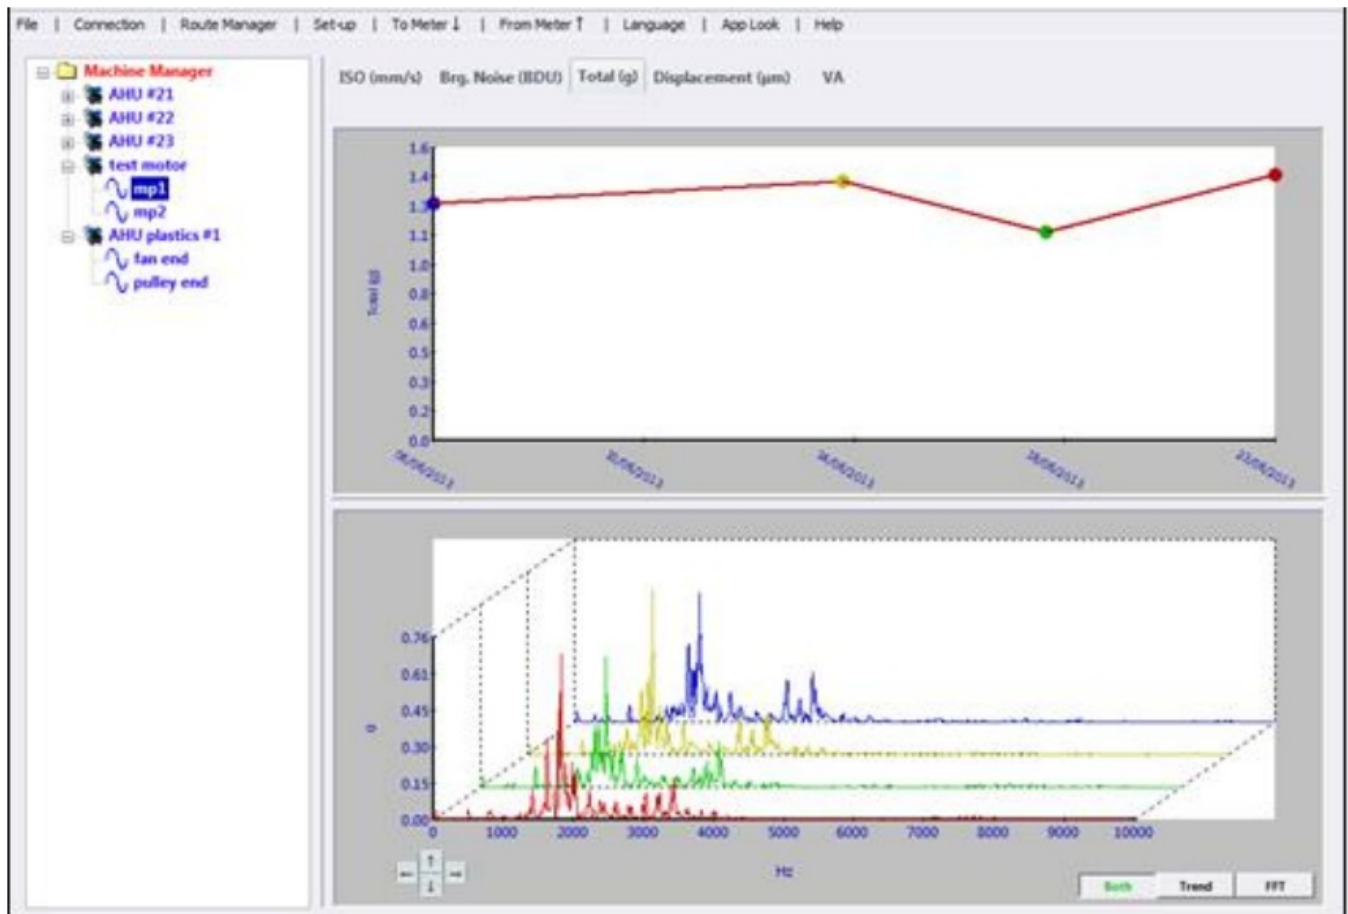 File | Connection | Route Manager | Set-up | To Meter ↓ | From Meter ↑ | Language | App Look | Help
Machine Manager
AHU #21
AHU #22
AHU #23
test motor
mp1
mp2
AHU plastics #1
fan end
pulley end
ISO (mm/s) Brg. Noise (BDU) Total (g) Displacement (µm) VA
1.6
1.4
1.3
1.1
1.0
0.8
0.6
0.5
0.3
0.2
0.0
Total (g)
0.76
0.61
0.45
0.30
0.15
0.00
g
0 1000 2000 3000 4000 5000 6000 7000 8000 9000 10000
Hz
← ↑ ↓ →
Both Trend FFT